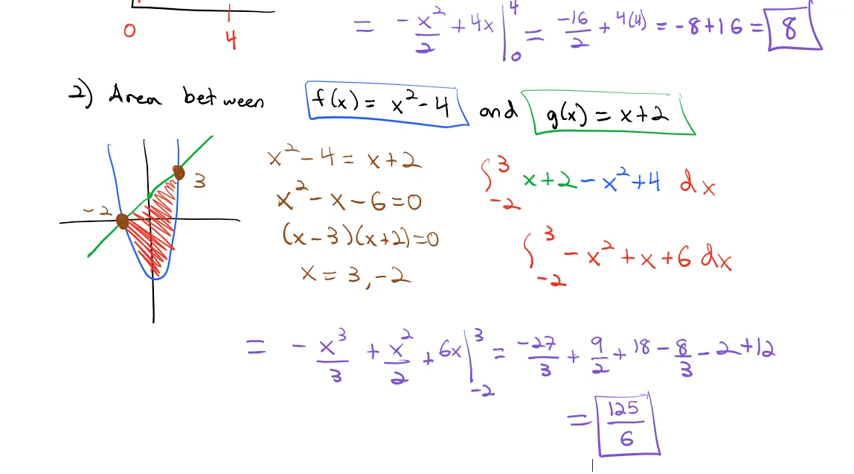 0 4
= -x²/2 + 4x |₀⁴ = -16/2 + 4(4) = -8+16 = 8
2) Area between f(x) = x²-4 and g(x) = x+2
-2 3
x²-4 = x+2
x²-x-6=0
(x-3)(x+2)=0
x = 3, -2
∫₋₂³ x+2-x²+4 dx
∫₋₂³ -x²+x+6 dx
= -x³/3 + x²/2 + 6x |₋₂³ = -27/3 + 9/2 + 18 - 8/3 - 2 + 12
= 125/6